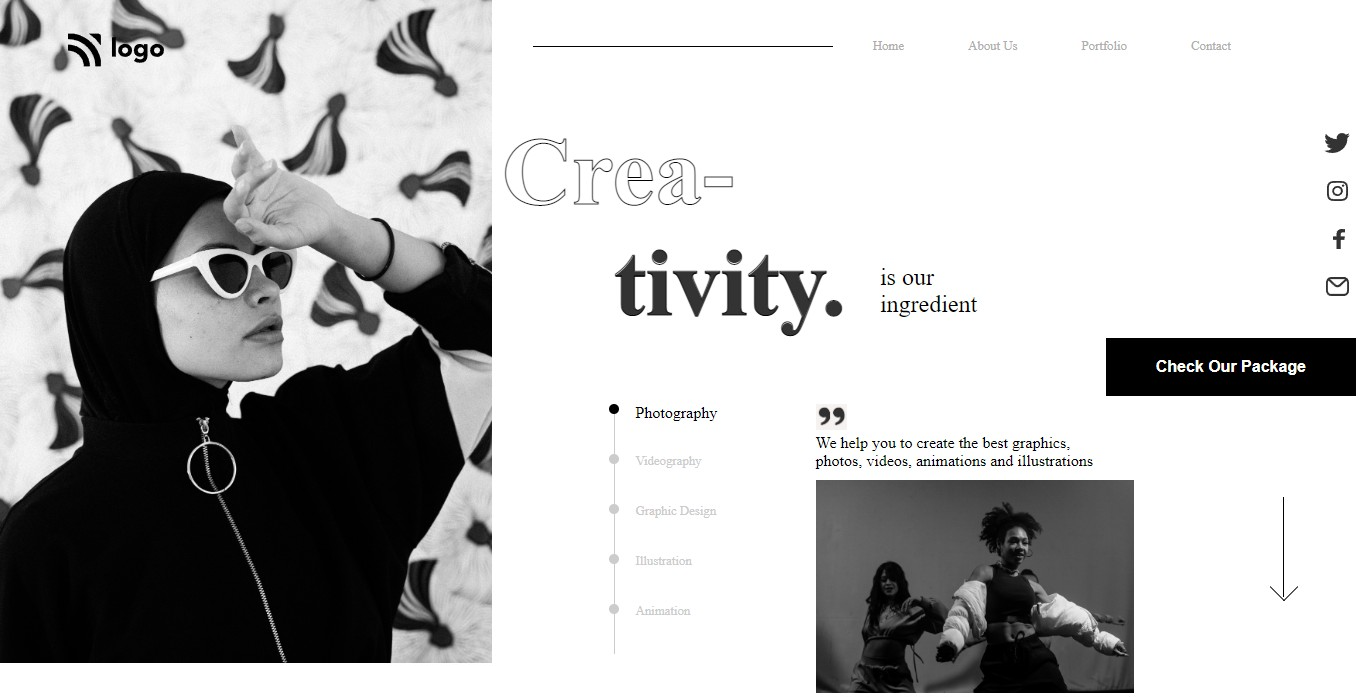 logo
Home About Us Portfolio Contact
Crea-
tivity.
is our
ingredient
Check Our Package
Photography
Videography
Graphic Design
Illustration
Animation
”
We help you to create the best graphics,
photos, videos, animations and illustrations